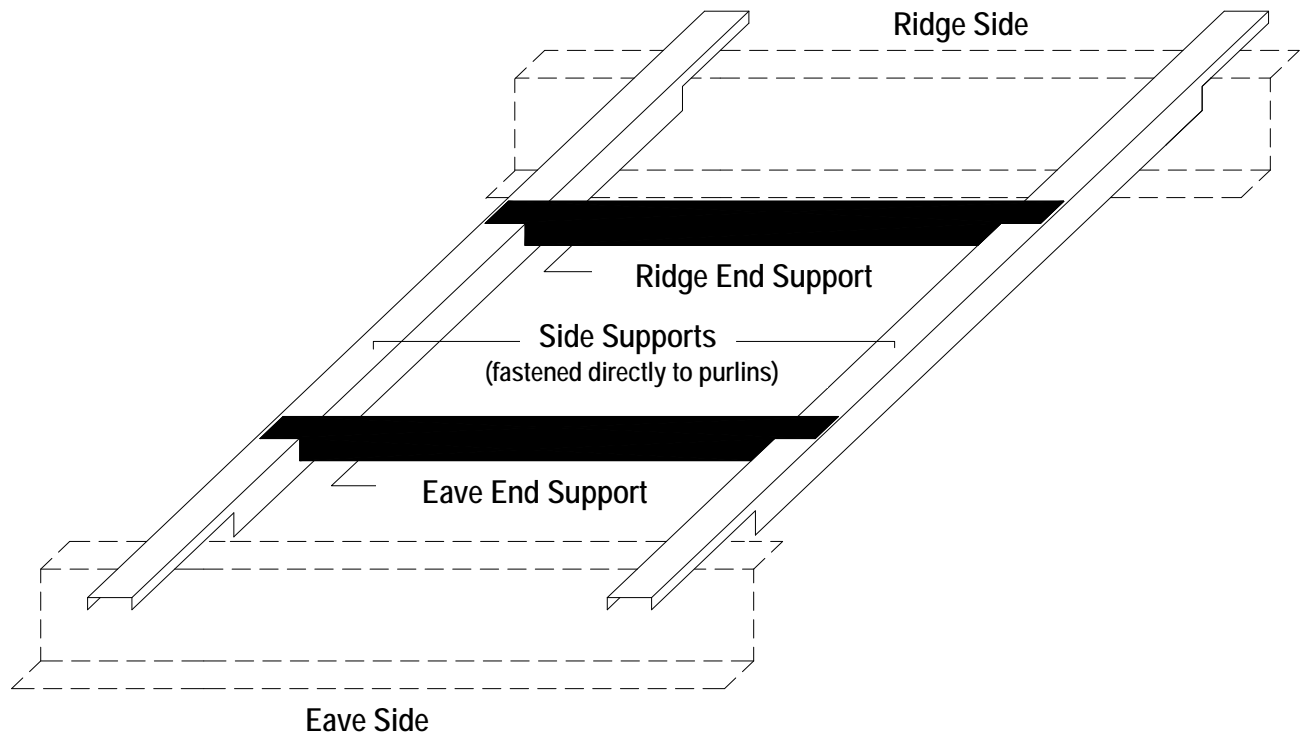 Ridge Side
Ridge End Support
Side Supports
(fastened directly to purlins)
Eave End Support
Eave Side